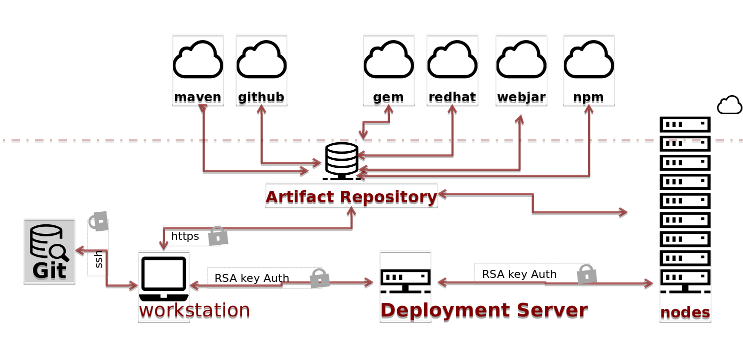 maven
github
gem
redhat
webjar
npm
Artifact Repository
https
ssh
Git
RSA key Auth
RSA key Auth
workstation
Deployment Server
nodes